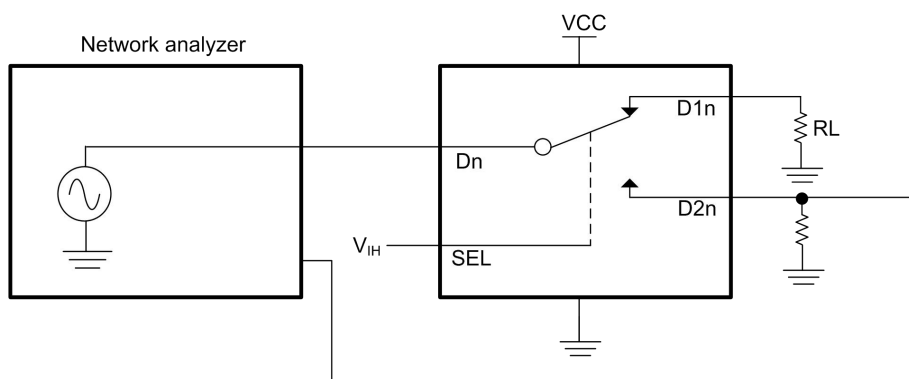 VCC
Network analyzer
D1n
RL
Dn
D2n
VIH
SEL